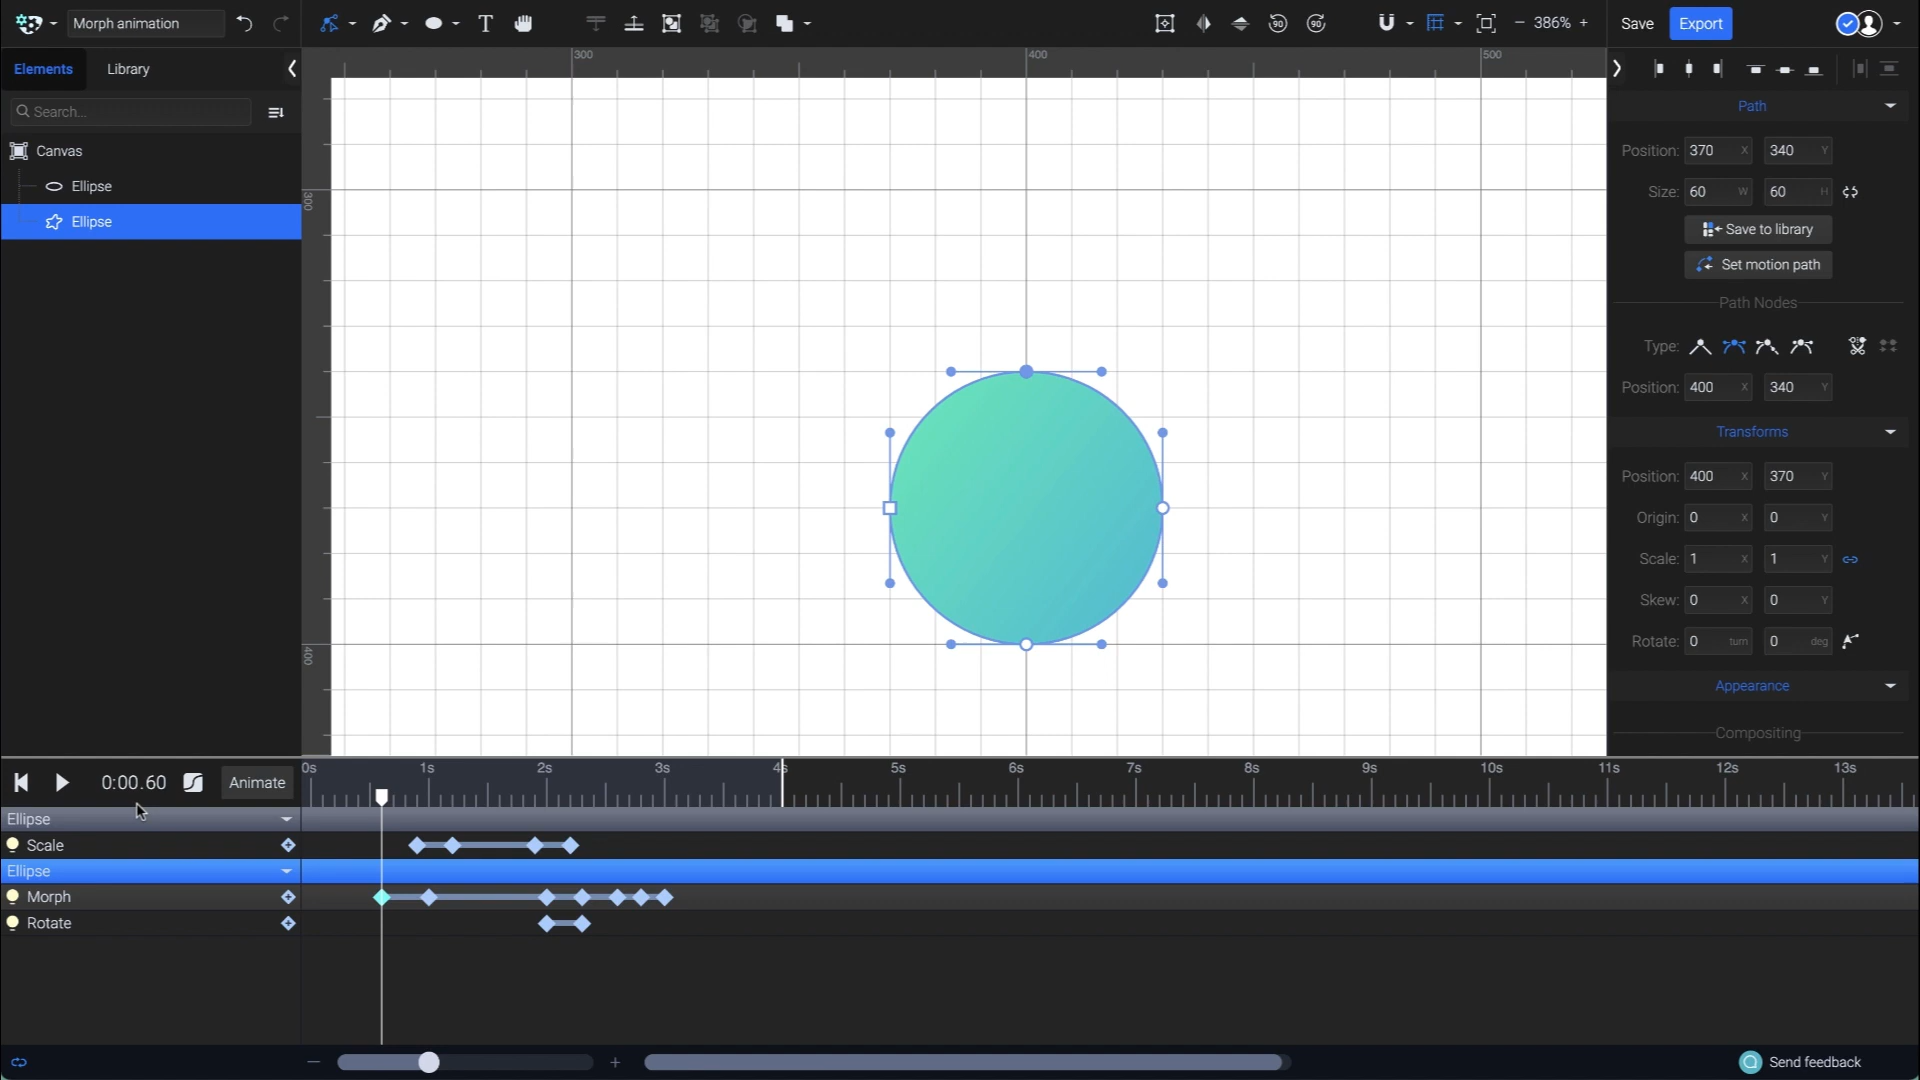 Morph animation
T
90
90
386%
Save
Export
Elements
Library
300
400
500
Search...
Canvas
Ellipse
Ellipse
300
400
Path
Position: 370 X 340 Y
Size: 60 W 60 H
Save to library
Set motion path
Path Nodes
Type:
Position: 400 X 340 Y
Transforms
Position: 400 X 370 Y
Origin: 0 X 0 Y
Scale: 1 X 1 Y
Skew: 0 X 0 Y
Rotate: 0 turn 0 deg
Appearance
Compositing
0:00.60
Animate
0s 1s 2s 3s 4s 5s 6s 7s 8s 9s 10s 11s 12s 13s
Ellipse
Scale
Ellipse
Morph
Rotate
Send feedback